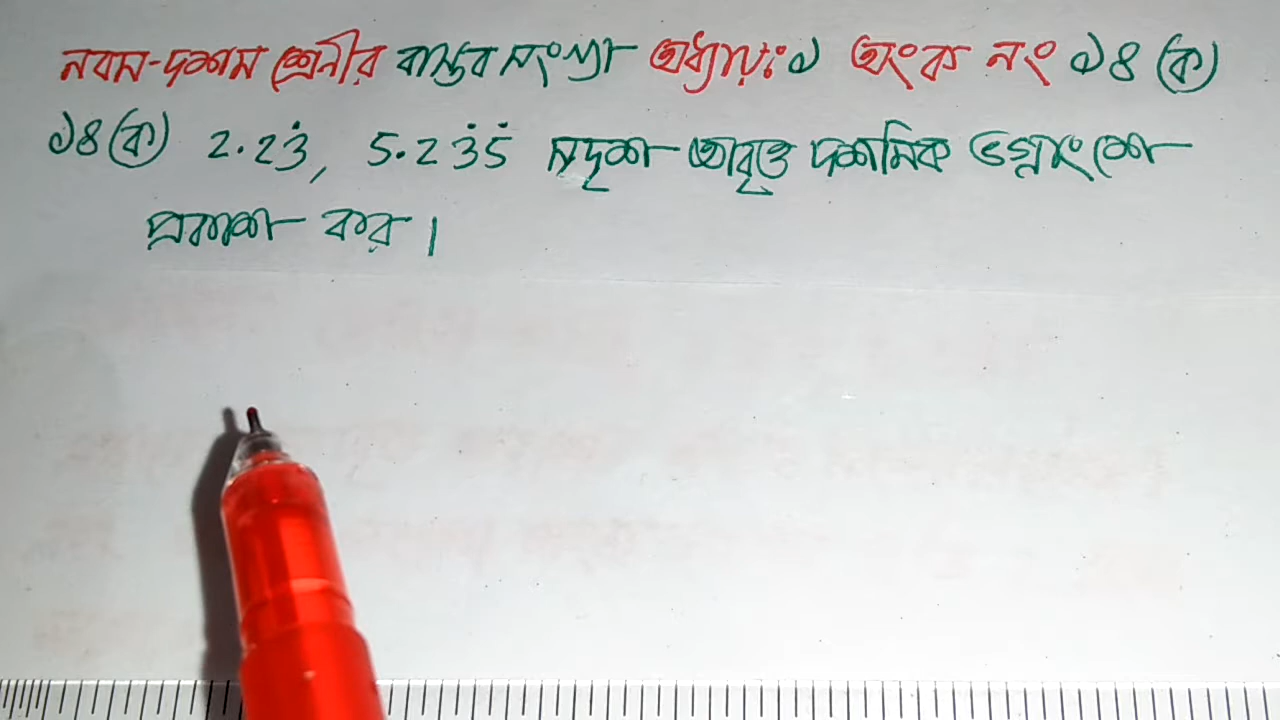 নবম-দশম শ্রেনীর বাস্তব সংখ্যা অধ্যায়ঃ১ অংক নং ১৪ (ক)
১৪ (ক) 2.23̇, 5.23̇5̇ সদৃশ আবৃত্ত দশমিক ভগ্নাংশে
প্রকাশ কর।